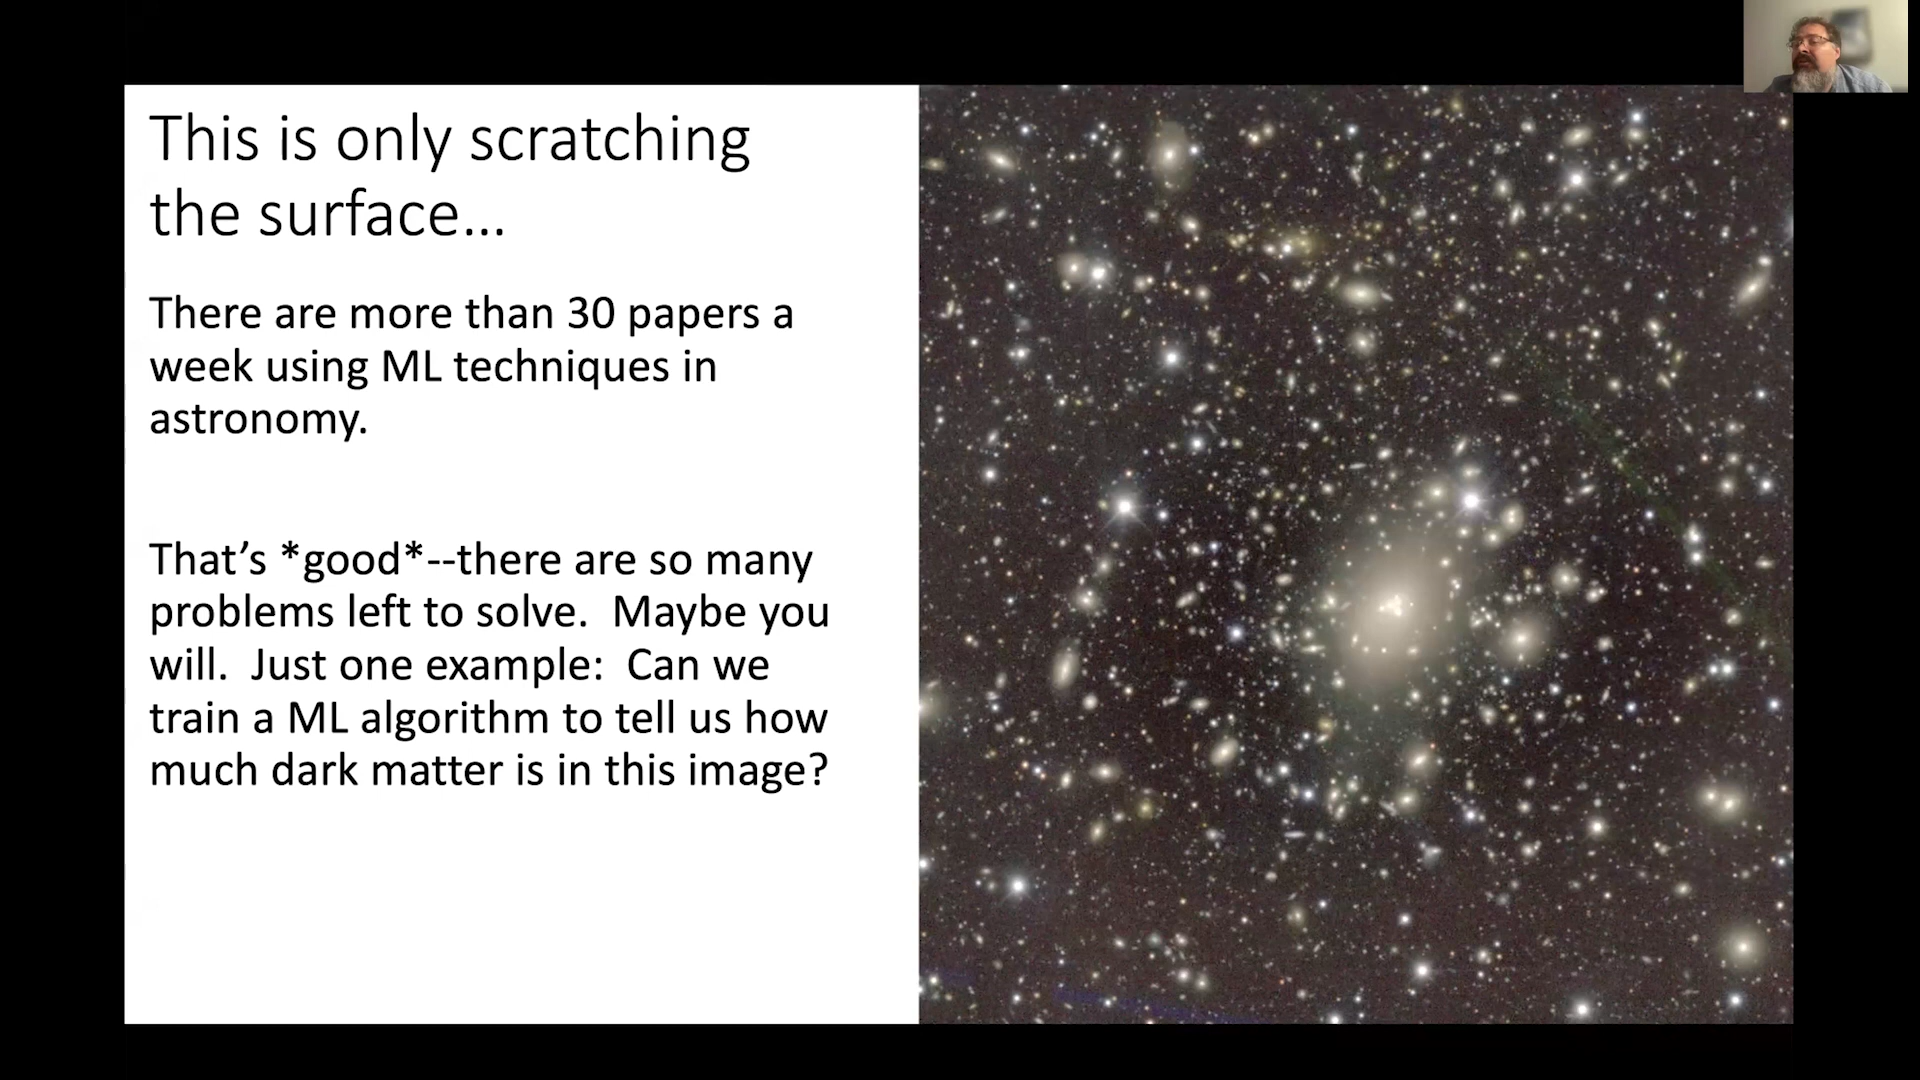 This is only scratching
the surface...
There are more than 30 papers a
week using ML techniques in
astronomy.
That’s *good*--there are so many
problems left to solve.  Maybe you
will.  Just one example:  Can we
train a ML algorithm to tell us how
much dark matter is in this image?